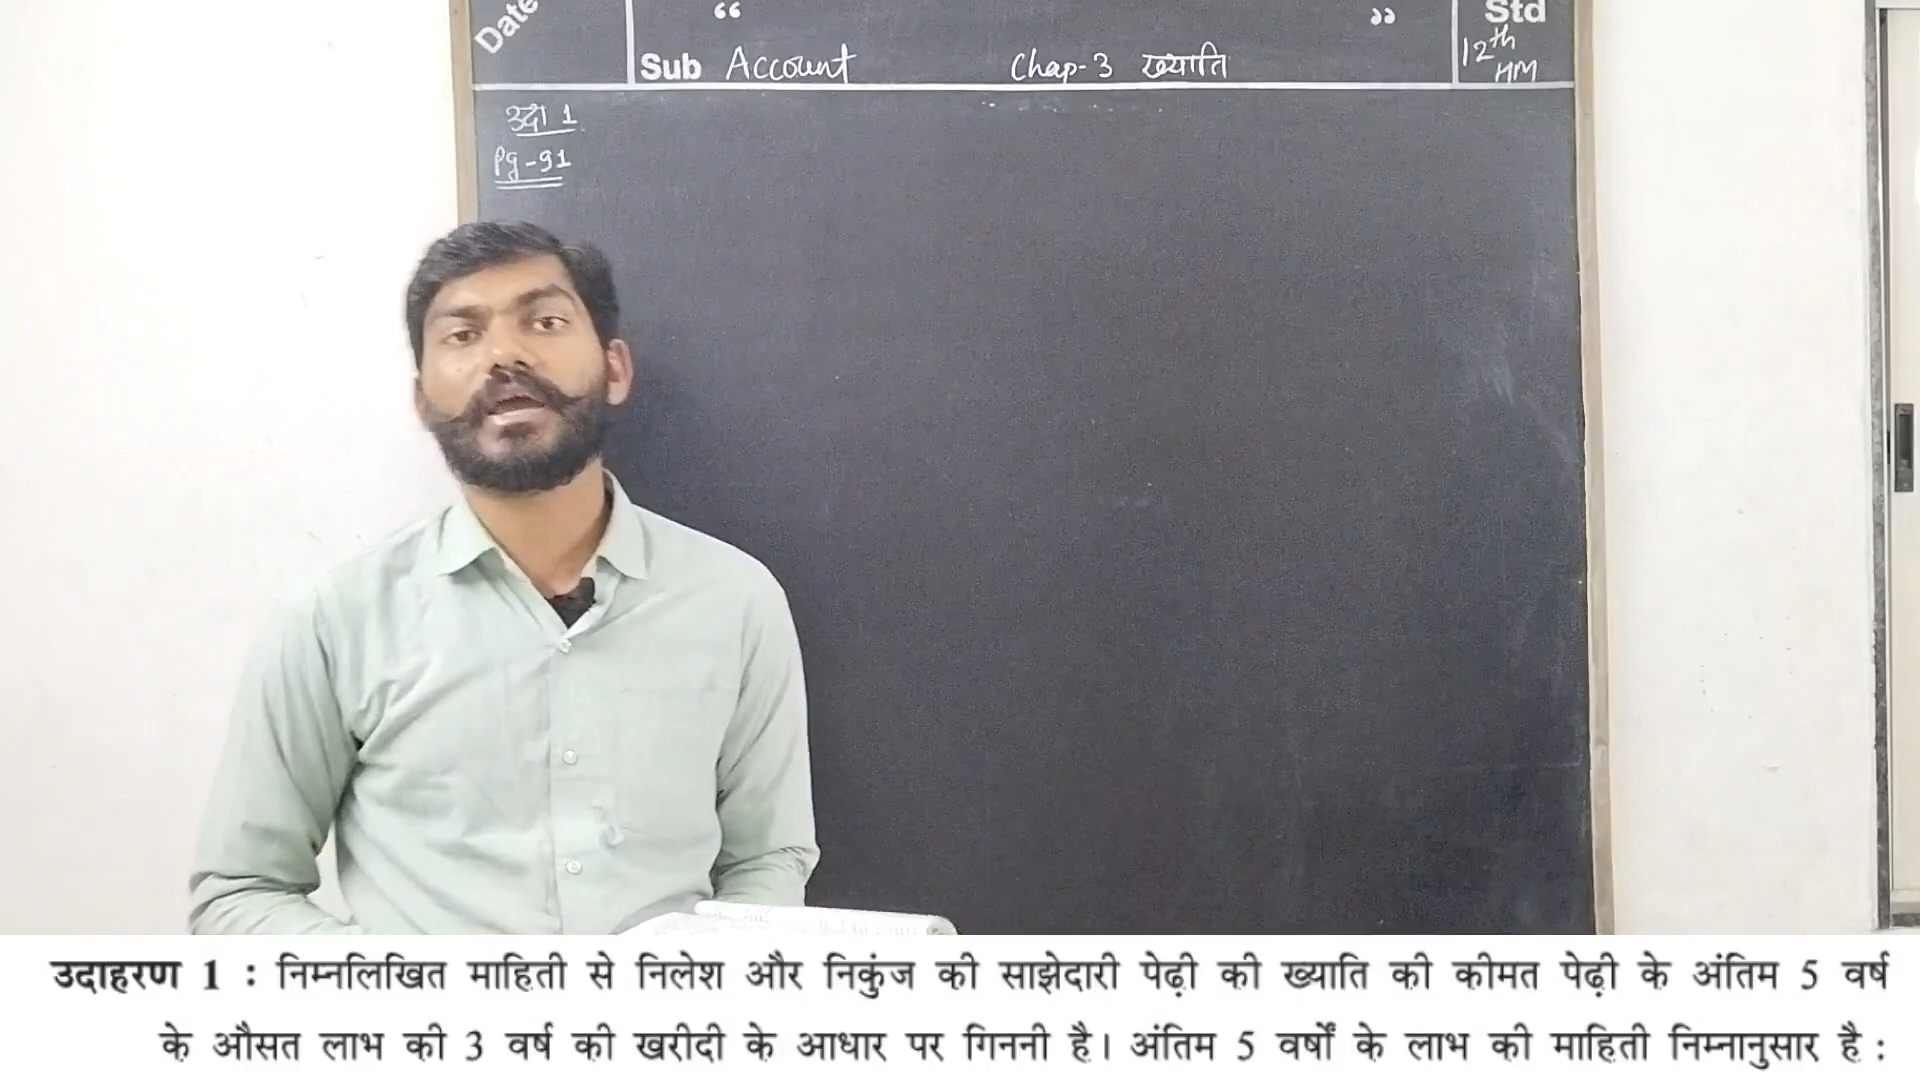 Date
“ ”
Std
Sub Account Chap-3 ख्याति
12th
HM
उदा 1
Pg-91
उदाहरण 1 : निम्नलिखित माहिती से निलेश और निकुंज की साझेदारी पेढ़ी की ख्याति की कीमत पेढ़ी के अंतिम 5 वर्ष
के औसत लाभ की 3 वर्ष की खरीदी के आधार पर गिननी है। अंतिम 5 वर्षों के लाभ की माहिती निम्नानुसार है :